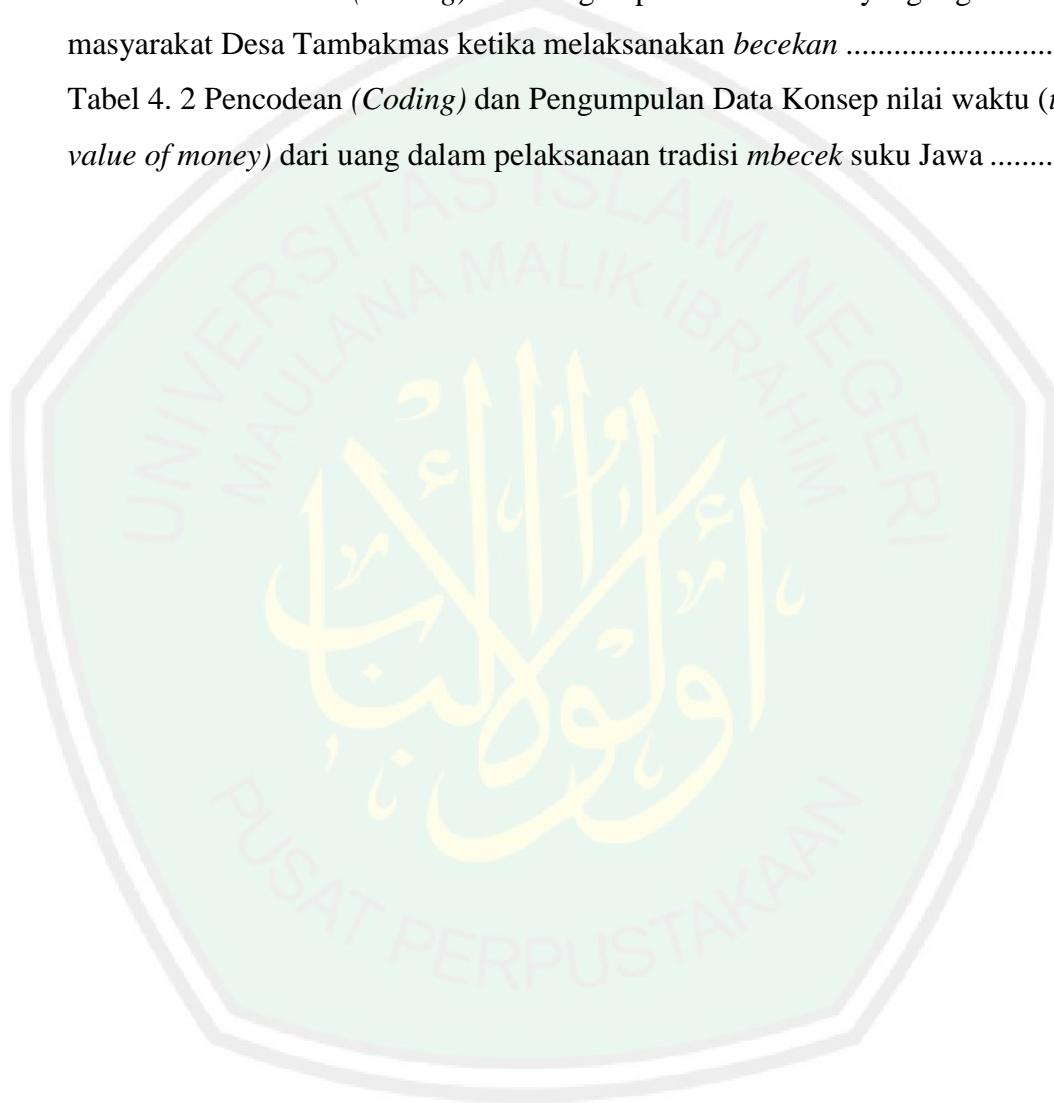 masyarakat Desa Tambakmas ketika melaksanakan becekan ..........................
Tabel 4. 2 Pencodean (Coding) dan Pengumpulan Data Konsep nilai waktu (
value of money) dari uang dalam pelaksanaan tradisi mbecek suku Jawa ........
UNIVERSITAS ISLAM NEGERI
MAULANA MALIK IBRAHIM
أولوا الألباب
PUSAT PERPUSTAKAAN